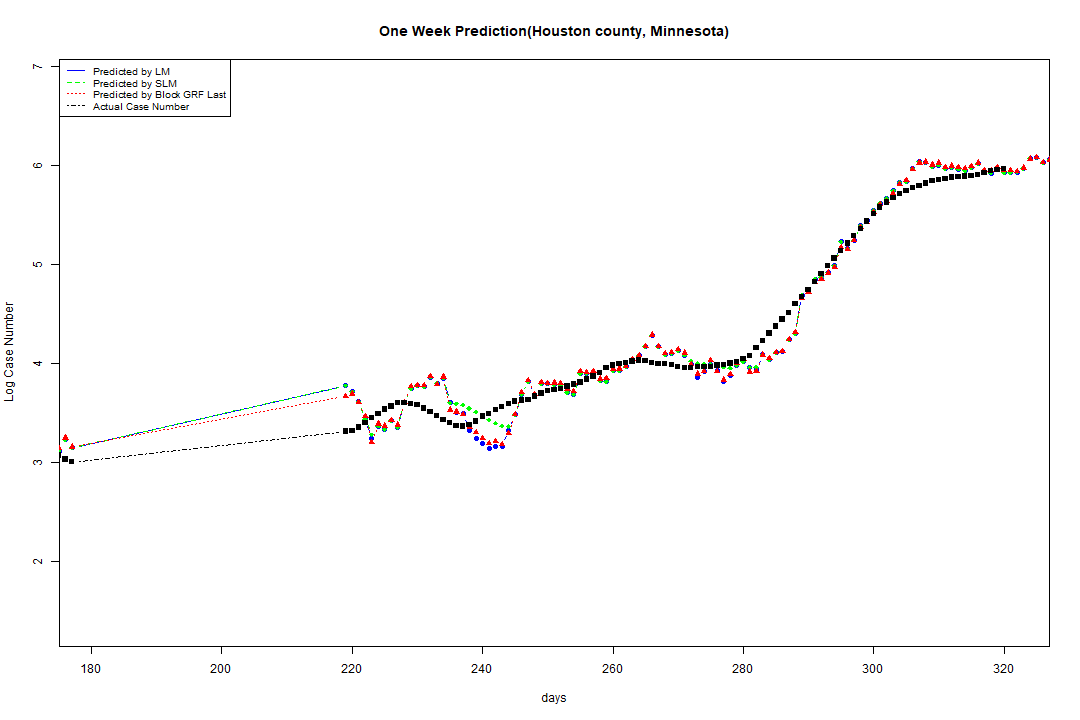 One Week Prediction(Houston county, Minnesota)
Predicted by LM
Predicted by SLM
Predicted by Block GRF Last
Actual Case Number
7
6
5
4
3
2
Log Case Number
180 200 220 240 260 280 300 320
days